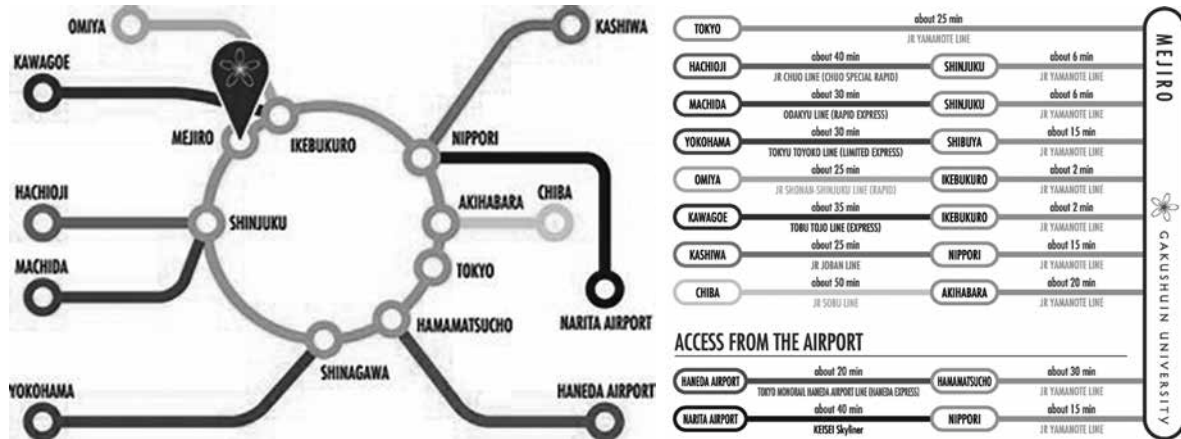 OMIYA
KASHIWA
KAWAGOE
MEJIRO
IKEBUKURO
NIPPORI
HACHIOJI
SHINJUKU
AKIHABARA
CHIBA
MACHIDA
TOKYO
HAMAMATSUCHO
NARITA AIRPORT
SHINAGAWA
YOKOHAMA
HANEDA AIRPORT
TOKYO about 25 min
JR YAMANOTE LINE
HACHIOJI about 40 min SHINJUKU about 6 min
JR CHUO LINE (CHUO SPECIAL RAPID) JR YAMANOTE LINE
MACHIDA about 30 min SHINJUKU about 6 min
ODAKYU LINE (RAPID EXPRESS) JR YAMANOTE LINE
YOKOHAMA about 30 min SHIBUYA about 15 min
TOKYU TOYOKO LINE (LIMITED EXPRESS) JR YAMANOTE LINE
OMIYA about 25 min IKEBUKURO about 2 min
JR SHONAN-SHINJUKU LINE (RAPID) JR YAMANOTE LINE
KAWAGOE about 35 min IKEBUKURO about 2 min
TOBU TOJO LINE (EXPRESS) JR YAMANOTE LINE
KASHIWA about 25 min NIPPORI about 15 min
JR JOBAN LINE JR YAMANOTE LINE
CHIBA about 50 min AKIHABARA about 20 min
JR SOBU LINE JR YAMANOTE LINE
ACCESS FROM THE AIRPORT
HANEDA AIRPORT about 20 min HAMAMATSUCHO about 30 min
TOKYO MONORAIL HANEDA AIRPORT LINE (HANEDA EXPRESS) JR YAMANOTE LINE
NARITA AIRPORT about 40 min NIPPORI about 15 min
KEISEI Skyliner JR YAMANOTE LINE
MEJIRO
GAKUSHUIN UNIVERSITY